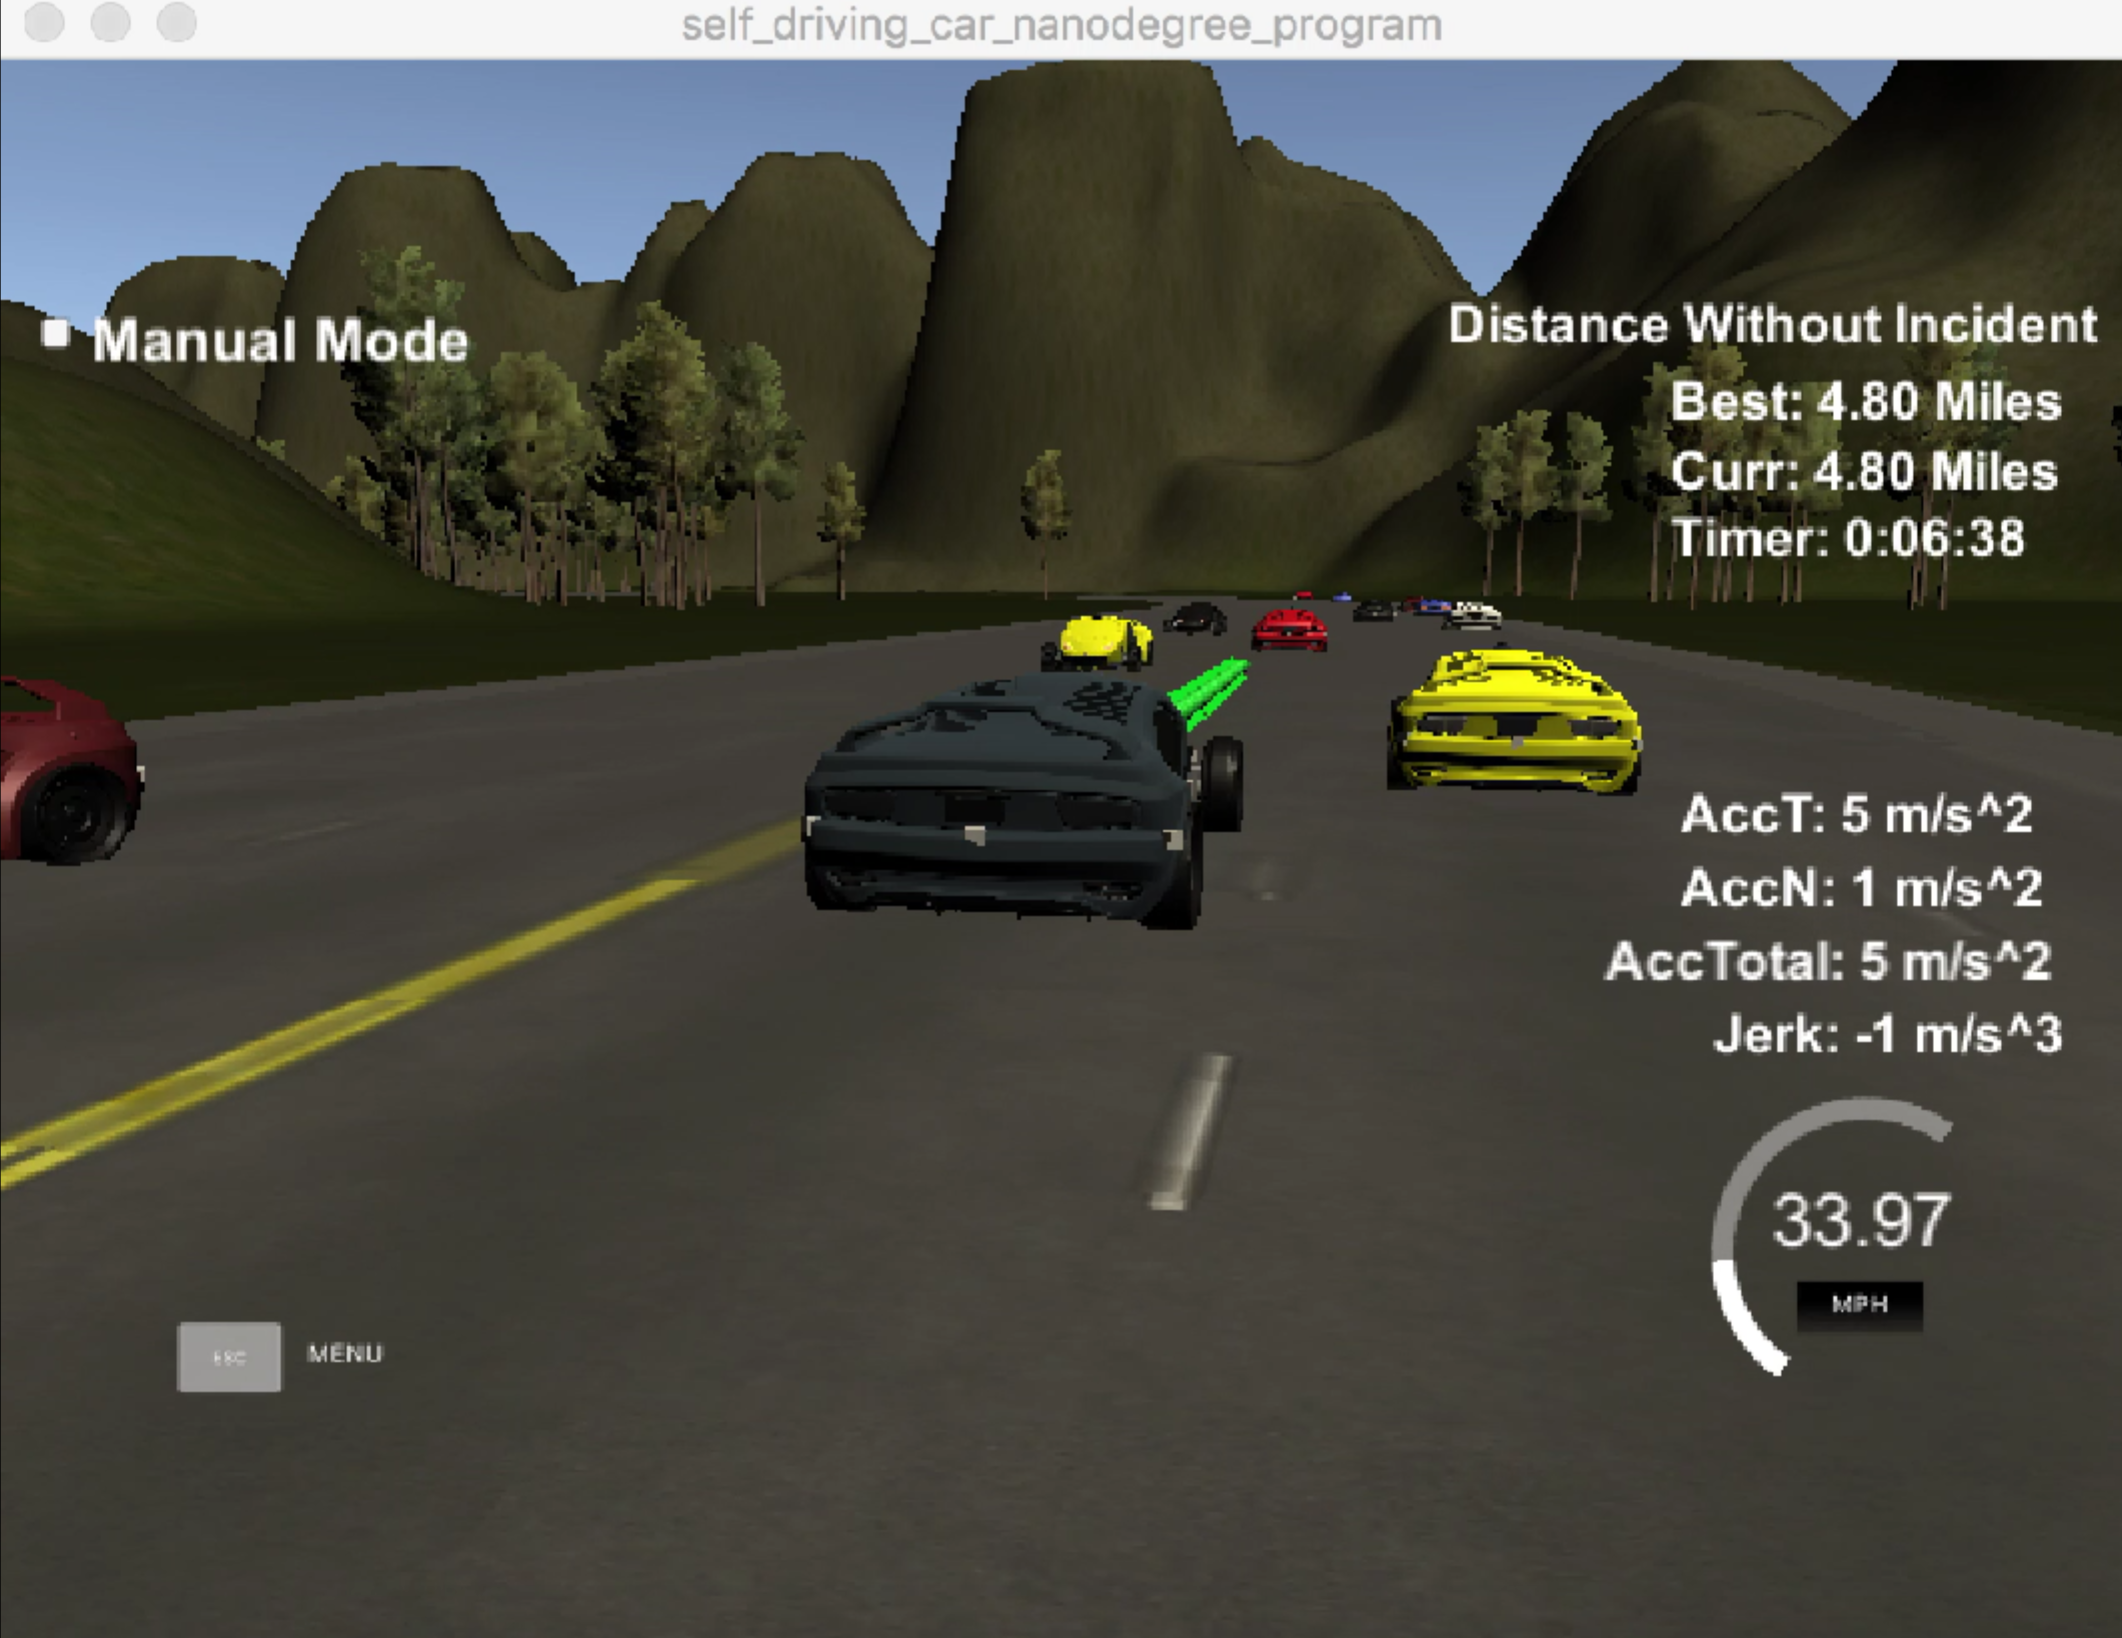 self_driving_car_nanodegree_program
Manual Mode
Distance Without Incident
Best: 4.80 Miles
Curr: 4.80 Miles
Timer: 0:06:38
AccT: 5 m/s^2
AccN: 1 m/s^2
AccTotal: 5 m/s^2
Jerk: -1 m/s^3
33.97
MPH
ESC
MENU